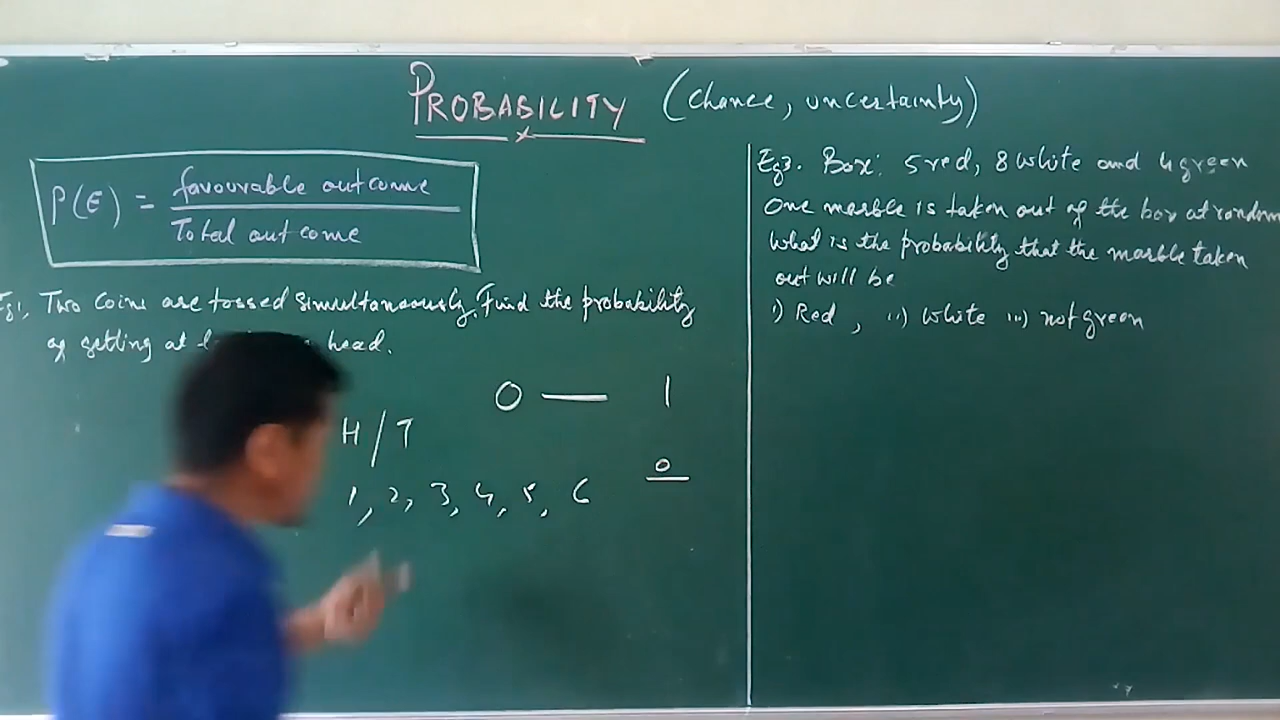 PROBABILITY (Chance, uncertainty)
P(E) = favourable outcome
Total outcome
Eg1. Two coins are tossed simultaneously. Find the probability
of getting at head.
0 — 1
H / T
0
1, 2, 3, 4, 5, 6
Eg3. Box: 5 red, 8 white and 4 green
One marble is taken out of the box at random
What is the probability that the marble taken
out will be
i) Red, ii) White iii) not green